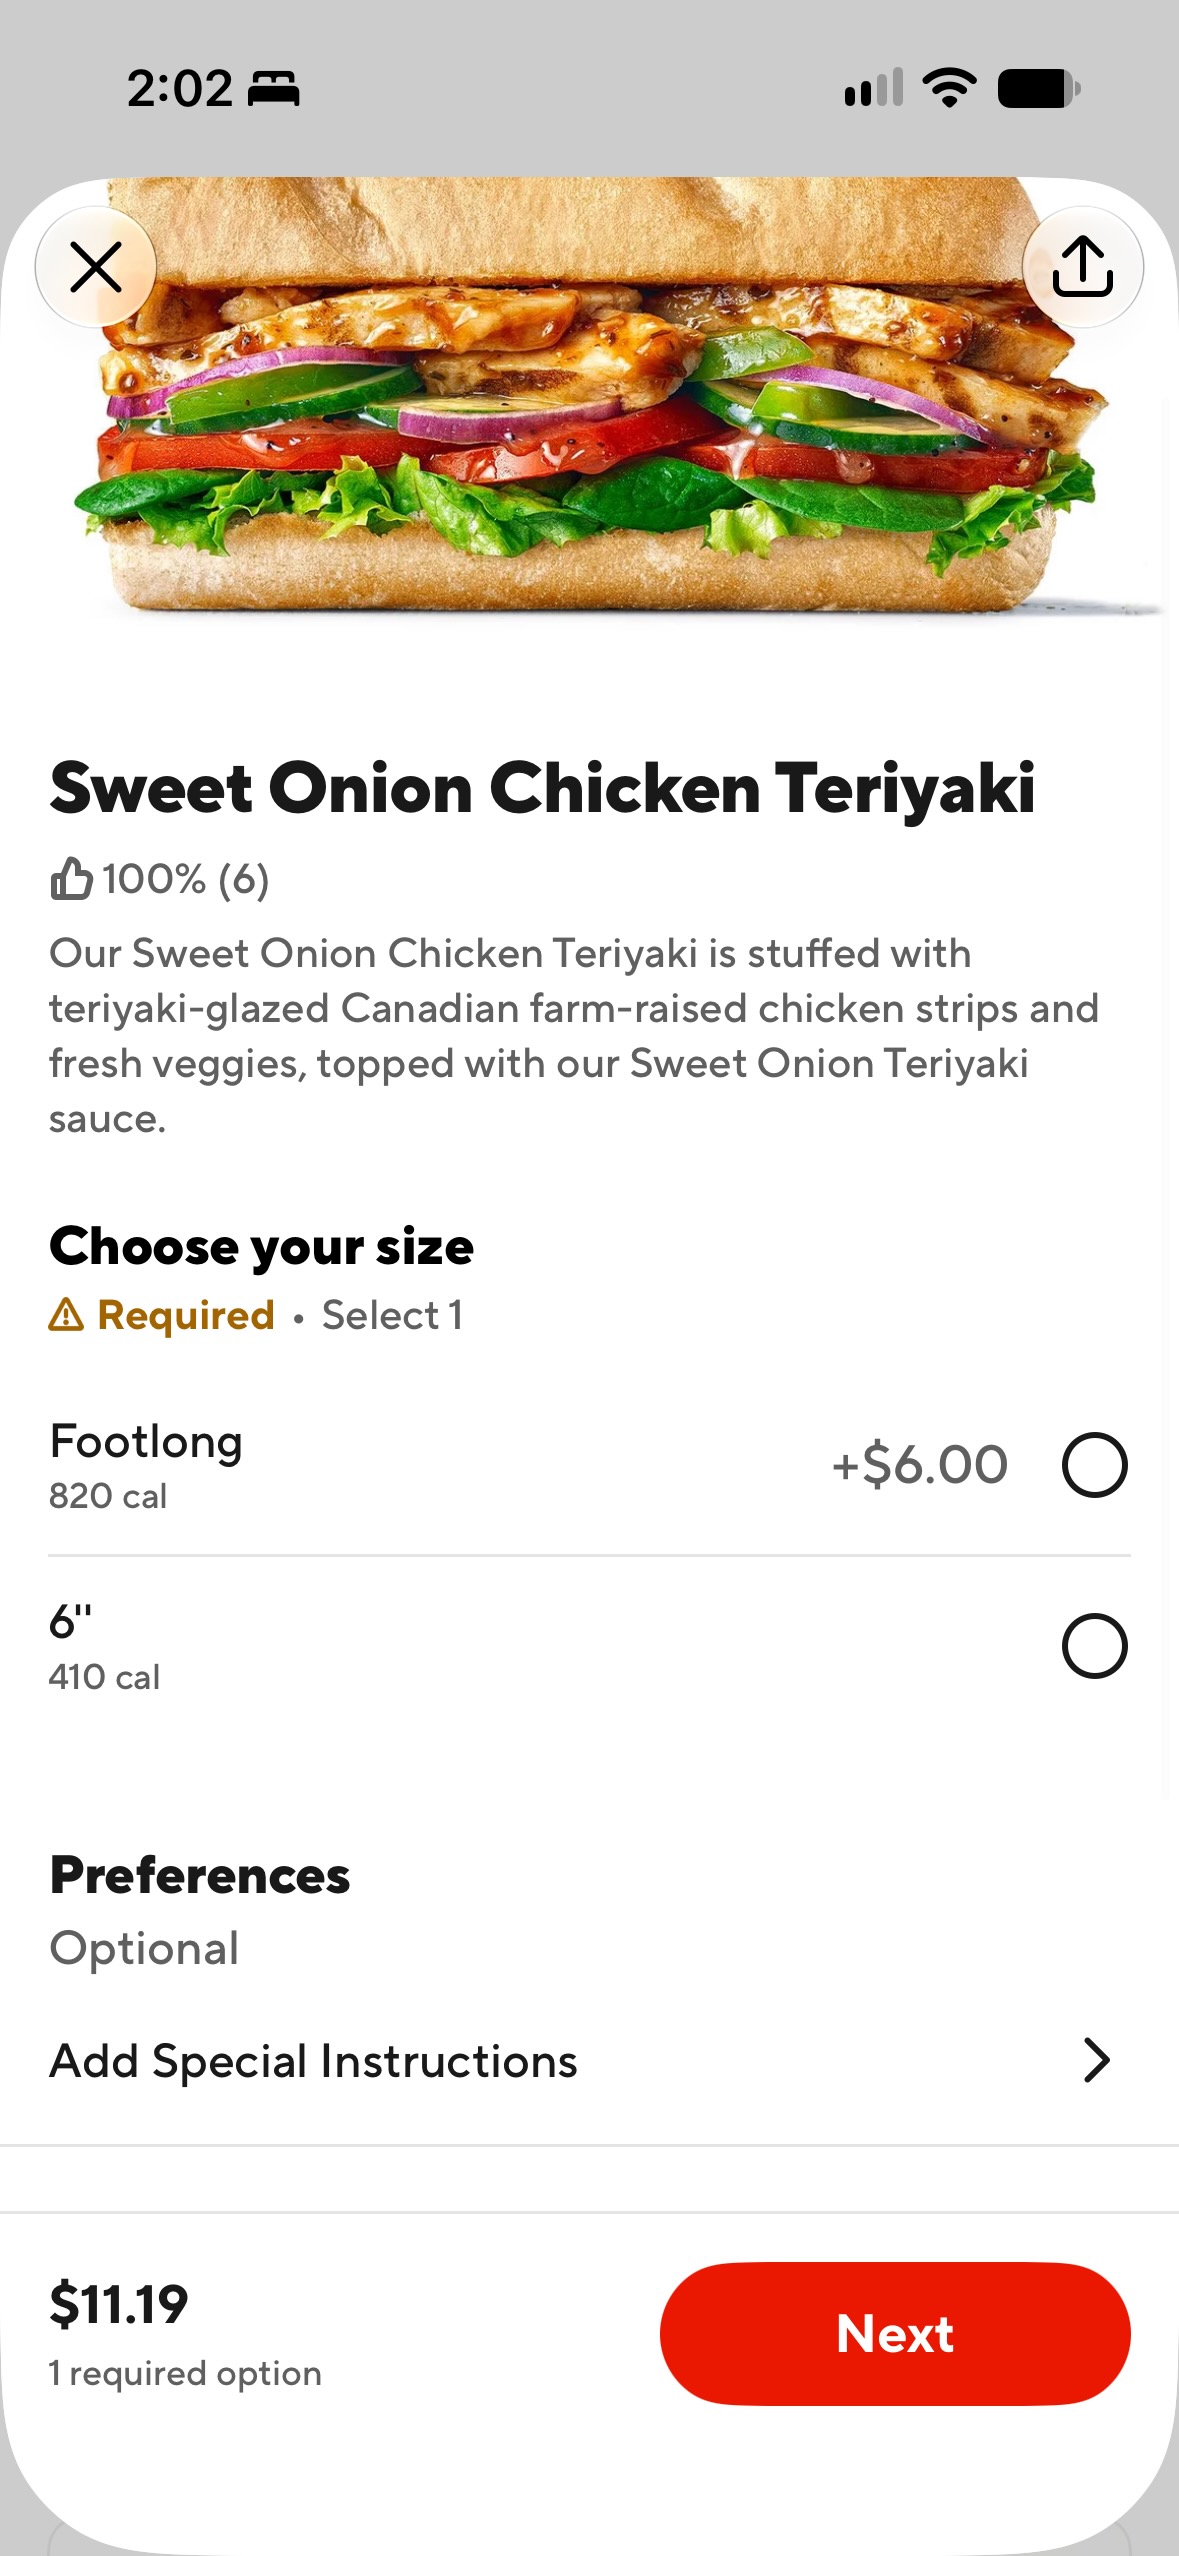 2:02
Sweet Onion Chicken Teriyaki
100% (6)
Our Sweet Onion Chicken Teriyaki is stuffed with
teriyaki-glazed Canadian farm-raised chicken strips and
fresh veggies, topped with our Sweet Onion Teriyaki
sauce.
Choose your size
Required • Select 1
Footlong
+$6.00
820 cal
6"
410 cal
Preferences
Optional
Add Special Instructions
$11.19
Next
1 required option